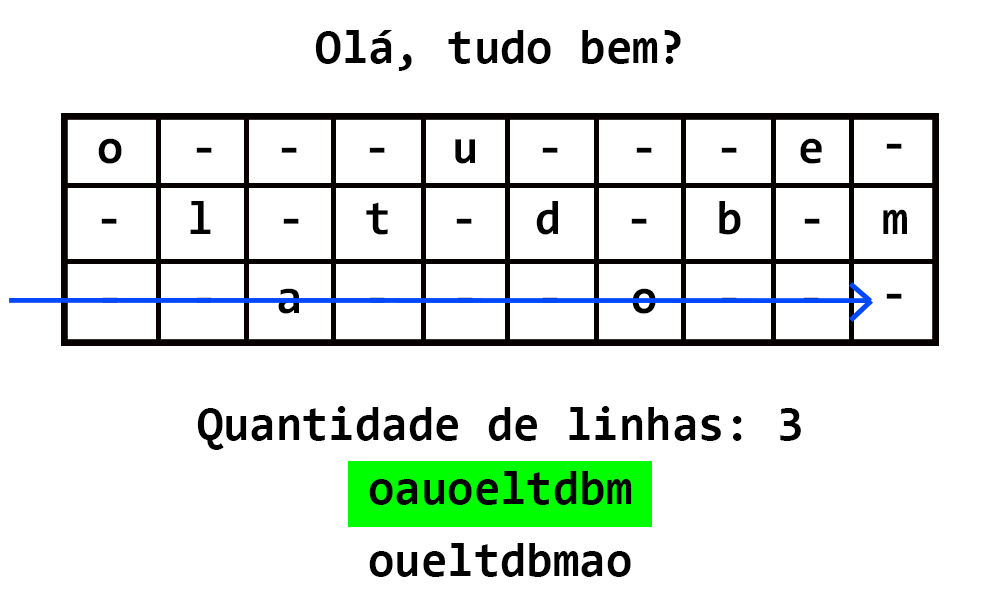 Olá, tudo bem?
o - - - u - - - e -
- l - t - d - b - m
- - a - - - o - - -
Quantidade de linhas: 3
oauoeltdbm
oueltdbmao